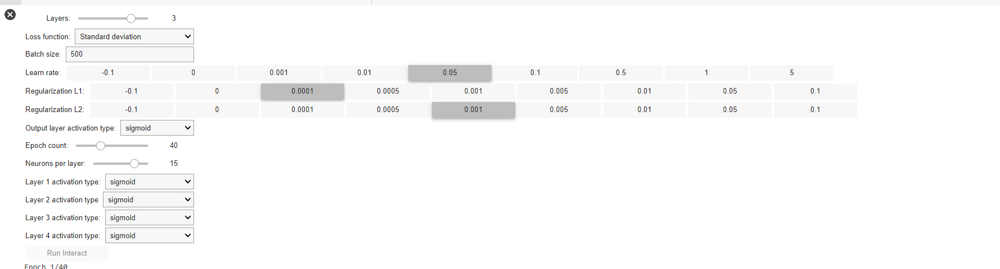 Layers: 3
Loss function: Standard deviation
Batch size: 500
Learn rate: -0.1 0 0.001 0.01 0.05 0.1 0.5 1 5
Regularization L1: -0.1 0 0.0001 0.0005 0.001 0.005 0.01 0.05 0.1
Regularization L2: -0.1 0 0.0001 0.0005 0.001 0.005 0.01 0.05 0.1
Output layer activation type: sigmoid
Epoch count: 40
Neurons per layer: 15
Layer 1 activation type: sigmoid
Layer 2 activation type sigmoid
Layer 3 activation type: sigmoid
Layer 4 activation type: sigmoid
Run Interact
Epoch 1/40